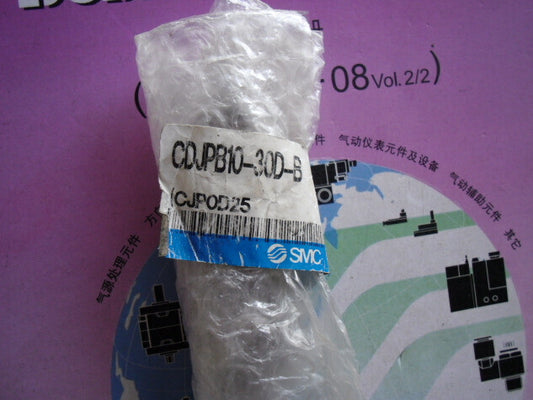 08 Vol.2/2)
气动仪表元件及设备
气动辅助元件
其它
气源处理元件
CDJPB10-30D-B
CJPOD25
SMC